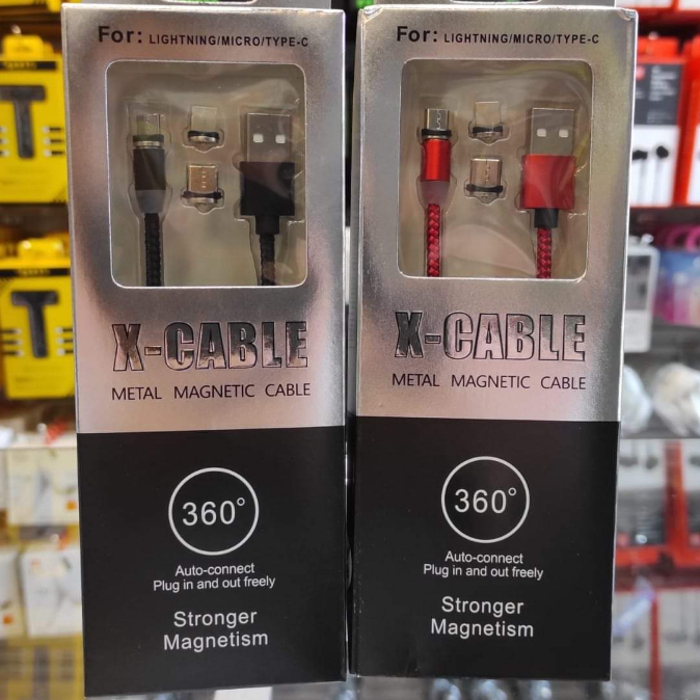 For: LIGHTNING/MICRO/TYPE-C
X-CABLE
METAL MAGNETIC CABLE
360°
Auto-connect
Plug in and out freely
Stronger
Magnetism
For: LIGHTNING/MICRO/TYPE-C
X-CABLE
METAL MAGNETIC CABLE
360°
Auto-connect
Plug in and out freely
Stronger
Magnetism